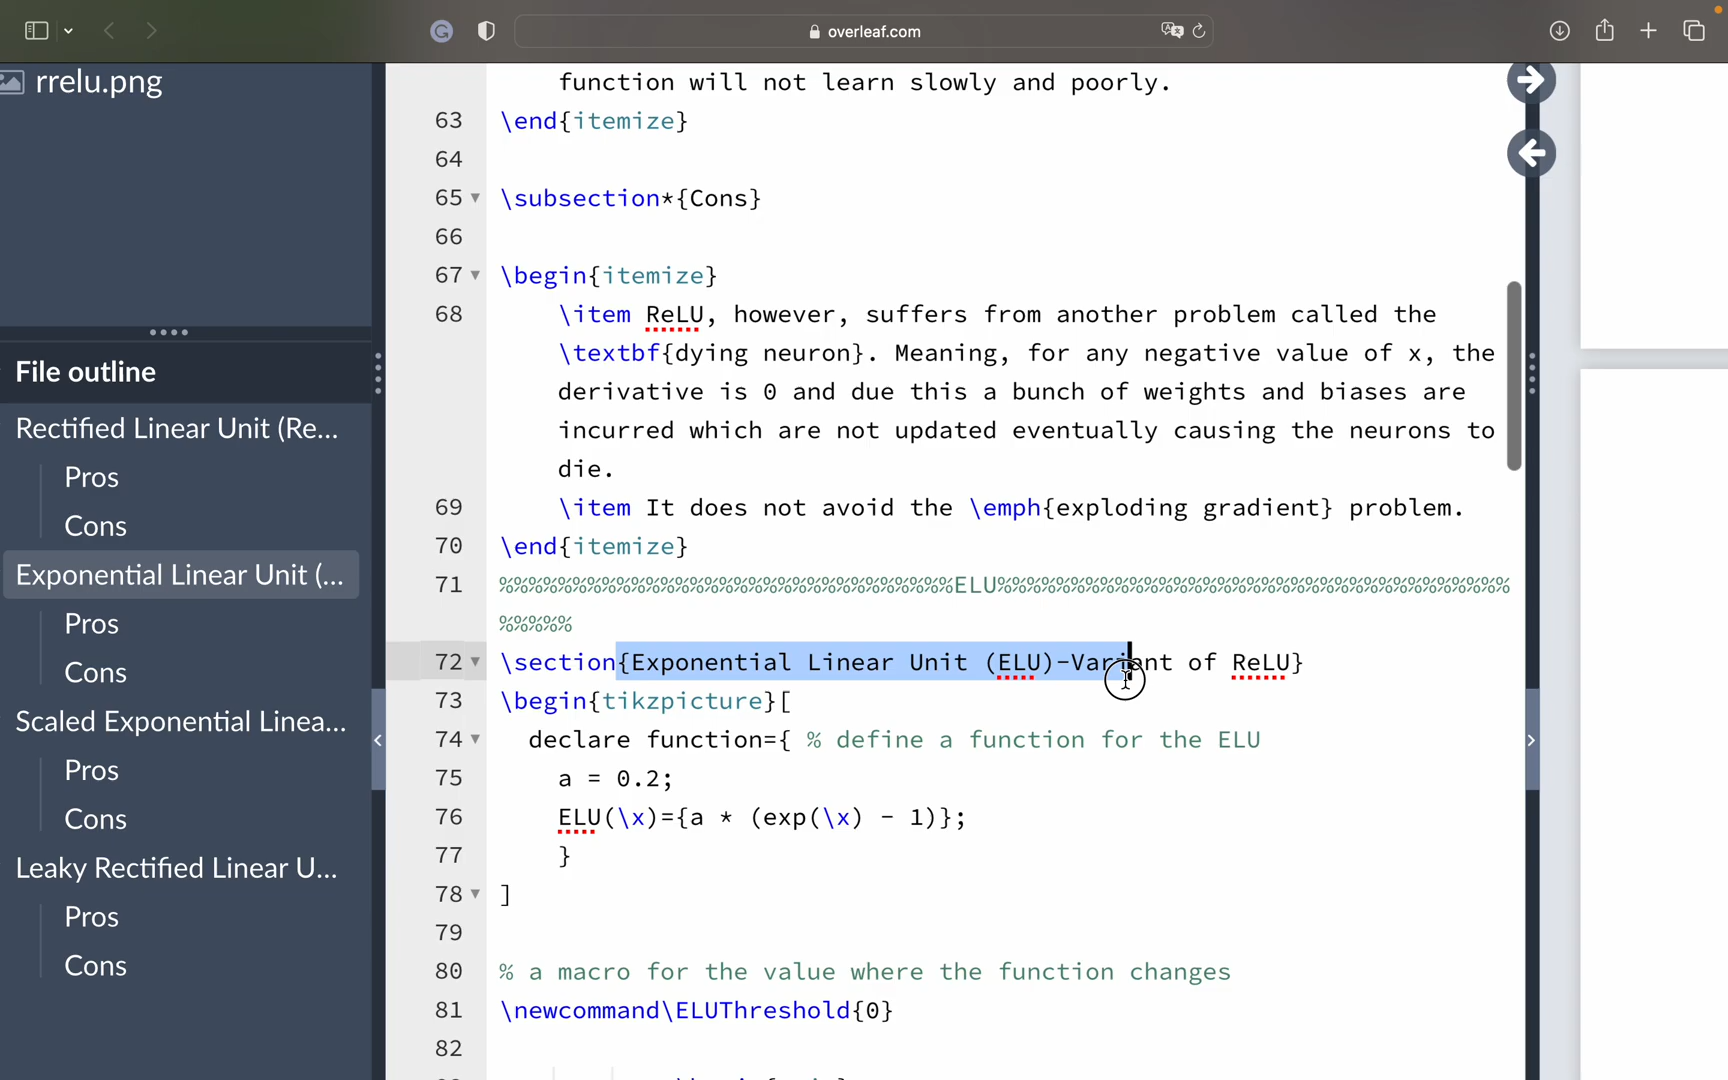 overleaf.com
rrelu.png
File outline
Rectified Linear Unit (Re...
Pros
Cons
Exponential Linear Unit (...
Pros
Cons
Scaled Exponential Linea...
Pros
Cons
Leaky Rectified Linear U...
Pros
Cons
function will not learn slowly and poorly.
63 \end{itemize}
64
65 \subsection*{Cons}
66
67 \begin{itemize}
68 \item ReLU, however, suffers from another problem called the
\textbf{dying neuron}. Meaning, for any negative value of x, the
derivative is 0 and due this a bunch of weights and biases are
incurred which are not updated eventually causing the neurons to
die.
69 \item It does not avoid the \emph{exploding gradient} problem.
70 \end{itemize}
71 %%%%%%%%%%%%%%%%%%%%%%%%%%%%%%%ELU%%%%%%%%%%%%%%%%%%%%%%%%%%%%%%%%%%%
%%%%%
72 \section{Exponential Linear Unit (ELU)-Variant of ReLU}
73 \begin{tikzpicture}[
74 declare function={ % define a function for the ELU
75 a = 0.2;
76 ELU(\x)={a * (exp(\x) - 1)};
77 }
78 ]
79
80 % a macro for the value where the function changes
81 \newcommand\ELUThreshold{0}
82